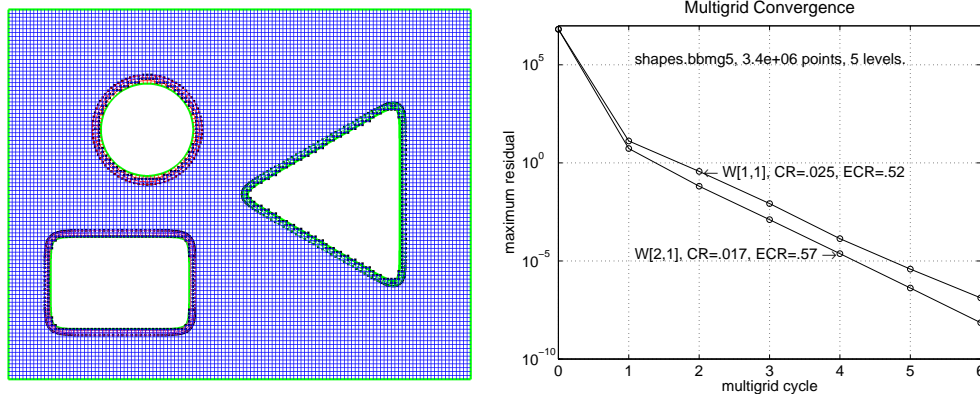 Multigrid Convergence
shapes.bbmg5, 3.4e+06 points, 5 levels.
W[1,1], CR=.025, ECR=.52
W[2,1], CR=.017, ECR=.57
maximum residual
10^5
10^0
10^-5
10^-10
0 1 2 3 4 5 6
multigrid cycle